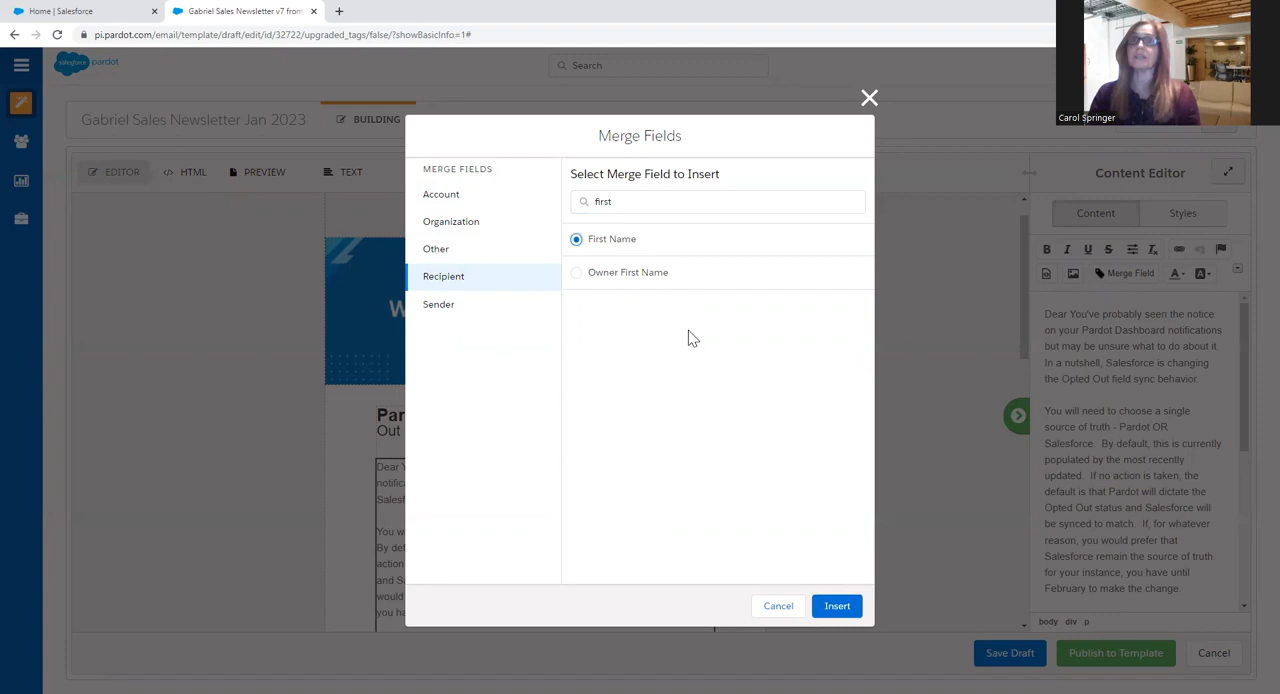 Home | Salesforce
Gabriel Sales Newsletter v7 from
pi.pardot.com/email/template/draft/edit/id/32722/upgraded_tags/false/?showBasicInfo=1#
salesforce pardot
Search
Carol Springer
Gabriel Sales Newsletter Jan 2023
BUILDING
EDITOR
HTML
PREVIEW
TEXT
Content Editor
Content
Styles
B I U S
Merge Field
A
A
Merge Fields
MERGE FIELDS
Account
Organization
Other
Recipient
Sender
Select Merge Field to Insert
first
First Name
Owner First Name
Cancel
Insert
W
Par
Out
Dear Y
notific
Salesf
You w
By def
action
and Sa
would
you ha
Dear You've probably seen the notice
on your Pardot Dashboard notifications
but may be unsure what to do about it.
In a nutshell, Salesforce is changing
the Opted Out field sync behavior.
You will need to choose a single
source of truth - Pardot OR
Salesforce. By default, this is currently
populated by the most recently
updated. If no action is taken, the
default is that Pardot will dictate the
Opted Out status and Salesforce will
be synced to match. If, for whatever
reason, you would prefer that
Salesforce remain the source of truth
for your instance, you have until
February to make the change.
body div p
Save Draft
Publish to Template
Cancel